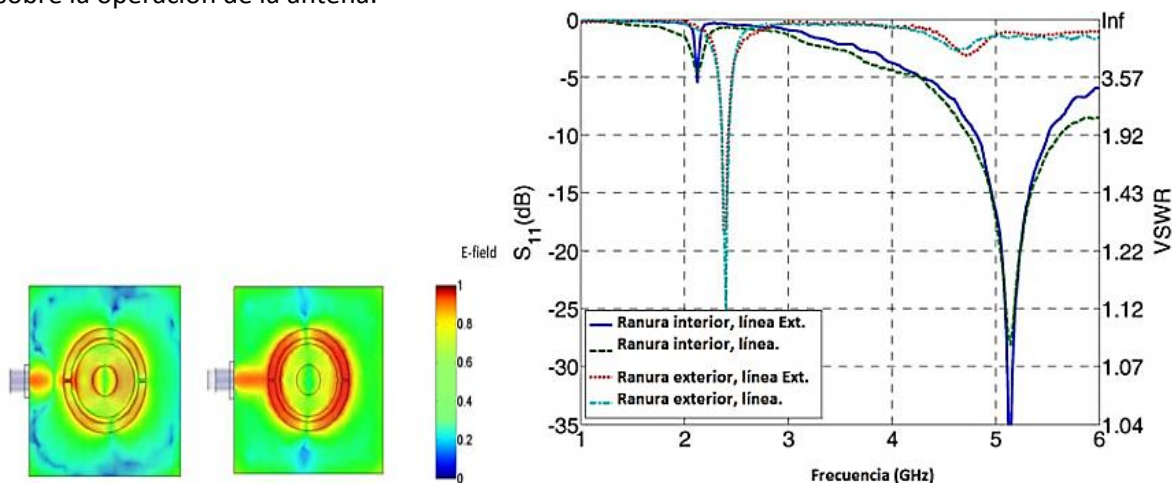 sobre la operación de la antena.
E-field
1
0.8
0.6
0.4
0.2
0
S11(dB)
0
-5
-10
-15
-20
-25
-30
-35
Inf
3.57
1.92
1.43
1.22
1.12
1.07
1.04
VSWR
Ranura interior, línea Ext.
Ranura interior, línea.
Ranura exterior, línea Ext.
Ranura exterior, línea.
1 2 3 4 5 6
Frecuencia (GHz)